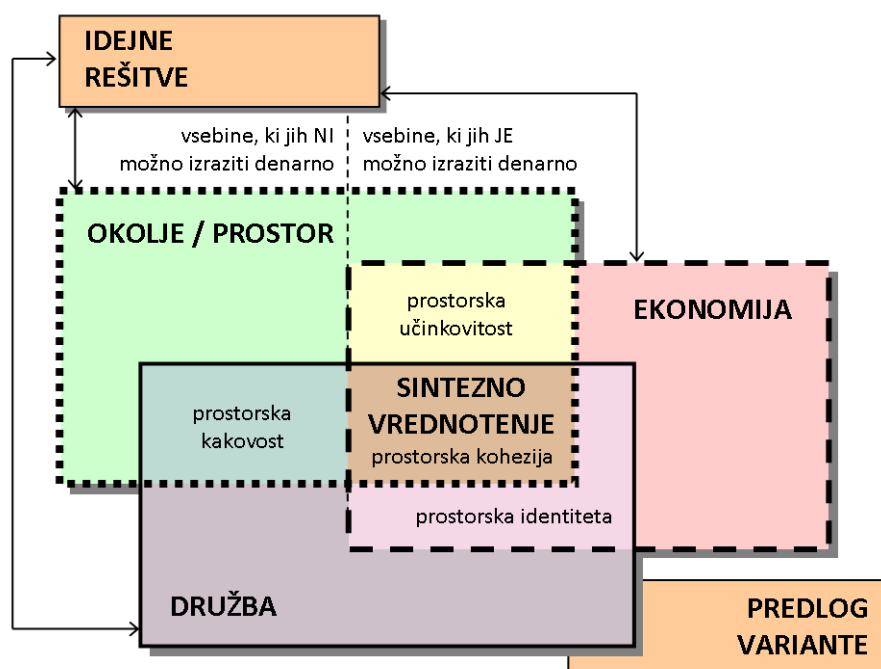 IDEJNE
REŠITVE
vsebine, ki jih NI
možno izraziti denarno
vsebine, ki jih JE
možno izraziti denarno
OKOLJE / PROSTOR
prostorska
učinkovitost
EKONOMIJA
prostorska
kakovost
SINTEZNO
VREDNOTENJE
prostorska kohezija
prostorska identiteta
DRUŽBA
PREDLOG
VARIANTE